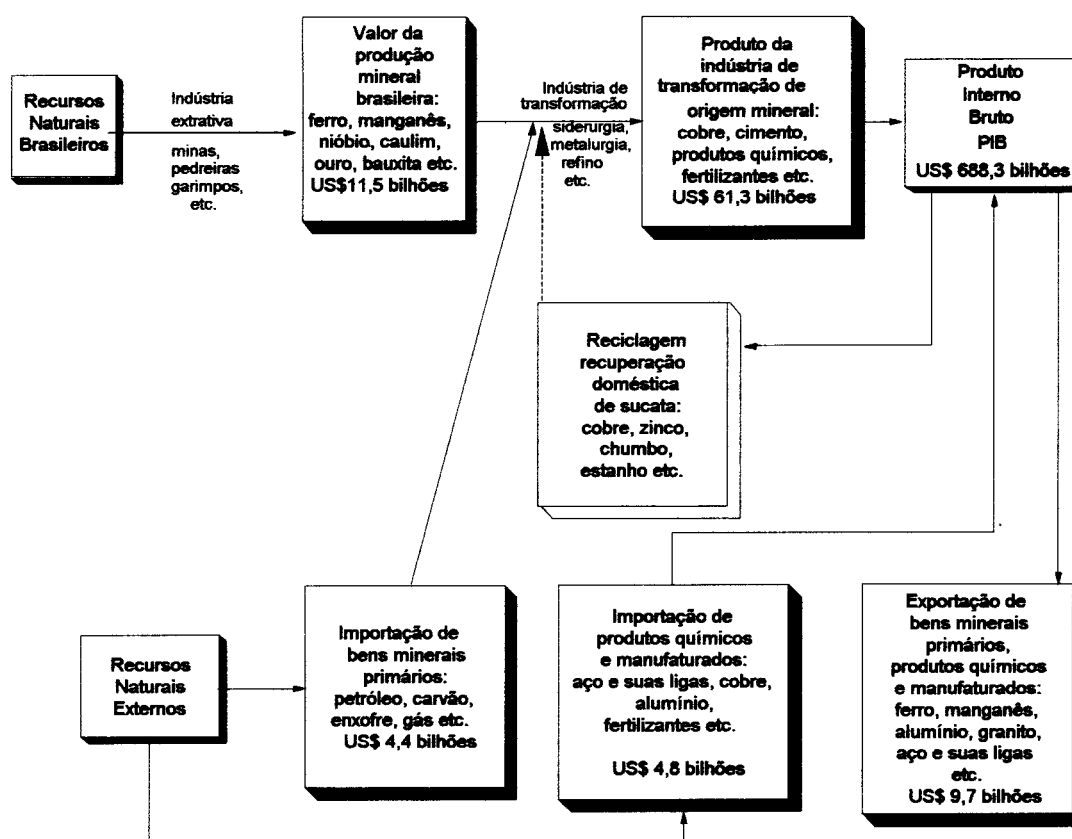 Recursos
Naturais
Brasileiros
Indústria
extrativa
minas,
pedreiras
garimpos,
etc.
Valor da
produção
mineral
brasileira:
ferro, manganês,
nióbio, caulim,
ouro, bauxita etc.
US$11,5 bilhões
Indústria de
transformação
siderurgia,
metalurgia,
refino
etc.
Produto da
indústria de
transformação de
origem mineral:
cobre, cimento,
produtos químicos,
fertilizantes etc.
US$ 61,3 bilhões
Produto
Interno
Bruto
PIB
US$ 688,3 bilhões
Reciclagem
recuperação
doméstica
de sucata:
cobre, zinco,
chumbo,
estanho etc.
Recursos
Naturais
Externos
Importação de
bens minerais
primários:
petróleo, carvão,
enxofre, gás etc.
US$ 4,4 bilhões
Importação de
produtos químicos
e manufaturados:
aço e suas ligas, cobre,
alumínio,
fertilizantes etc.
US$ 4,8 bilhões
Exportação de
bens minerais
primários,
produtos químicos
e manufaturados:
ferro, manganês,
alumínio, granito,
aço e suas ligas
etc.
US$ 9,7 bilhões